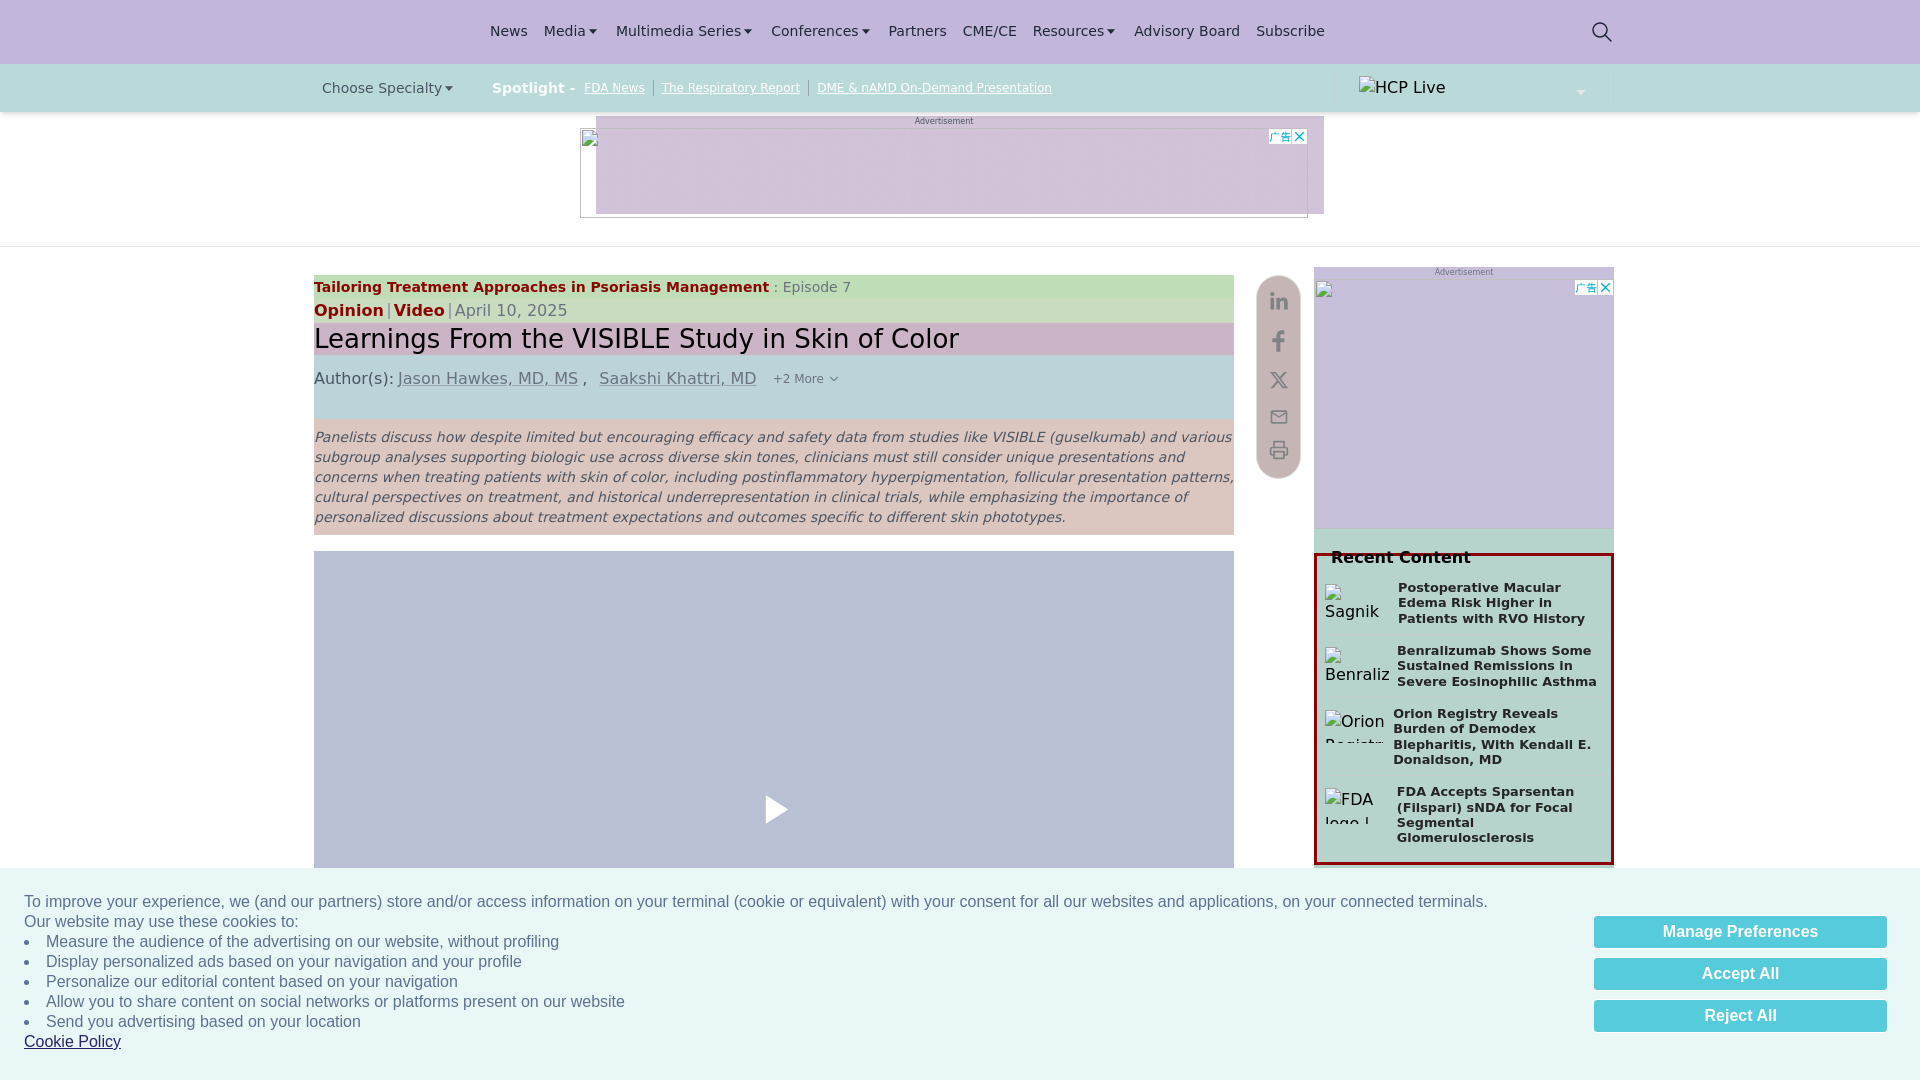 News Media Multimedia Series Conferences Partners CME/CE Resources Advisory Board Subscribe
Choose Specialty Spotlight - FDA News The Respiratory Report DME & nAMD On-Demand Presentation HCP Live
Advertisement
广告
Tailoring Treatment Approaches in Psoriasis Management : Episode 7
Opinion | Video | April 10, 2025
Learnings From the VISIBLE Study in Skin of Color
Author(s): Jason Hawkes, MD, MS , Saakshi Khattri, MD +2 More
Panelists discuss how despite limited but encouraging efficacy and safety data from studies like VISIBLE (guselkumab) and various
subgroup analyses supporting biologic use across diverse skin tones, clinicians must still consider unique presentations and
concerns when treating patients with skin of color, including postinflammatory hyperpigmentation, follicular presentation patterns,
cultural perspectives on treatment, and historical underrepresentation in clinical trials, while emphasizing the importance of
personalized discussions about treatment expectations and outcomes specific to different skin phototypes.
Advertisement
广告
Recent Content
Sagnik
Postoperative Macular
Edema Risk Higher in
Patients with RVO History
Benraliz
Benralizumab Shows Some
Sustained Remissions in
Severe Eosinophilic Asthma
Orion
Orion Registry Reveals
Burden of Demodex
Blepharitis, With Kendall E.
Donaldson, MD
FDA
logo |
FDA Accepts Sparsentan
(Filspari) sNDA for Focal
Segmental
Glomerulosclerosis
To improve your experience, we (and our partners) store and/or access information on your terminal (cookie or equivalent) with your consent for all our websites and applications, on your connected terminals.
Our website may use these cookies to:
Measure the audience of the advertising on our website, without profiling
Display personalized ads based on your navigation and your profile
Personalize our editorial content based on your navigation
Allow you to share content on social networks or platforms present on our website
Send you advertising based on your location
Cookie Policy
Manage Preferences
Accept All
Reject All